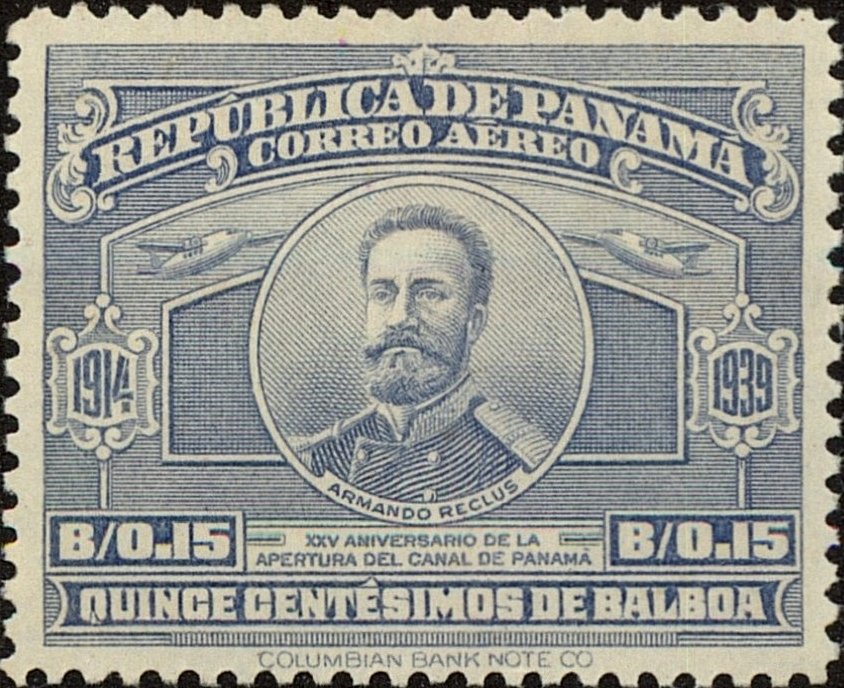 REPÚBLICA DE PANAMÁ
CORREO AÉREO
1914
1939
ARMANDO RECLUS
B/0.15
XXV ANIVERSARIO DE LA
APERTURA DEL CANAL DE PANAMÁ
B/0.15
QUINCE CENTÉSIMOS DE BALBOA
COLUMBIAN BANK NOTE CO